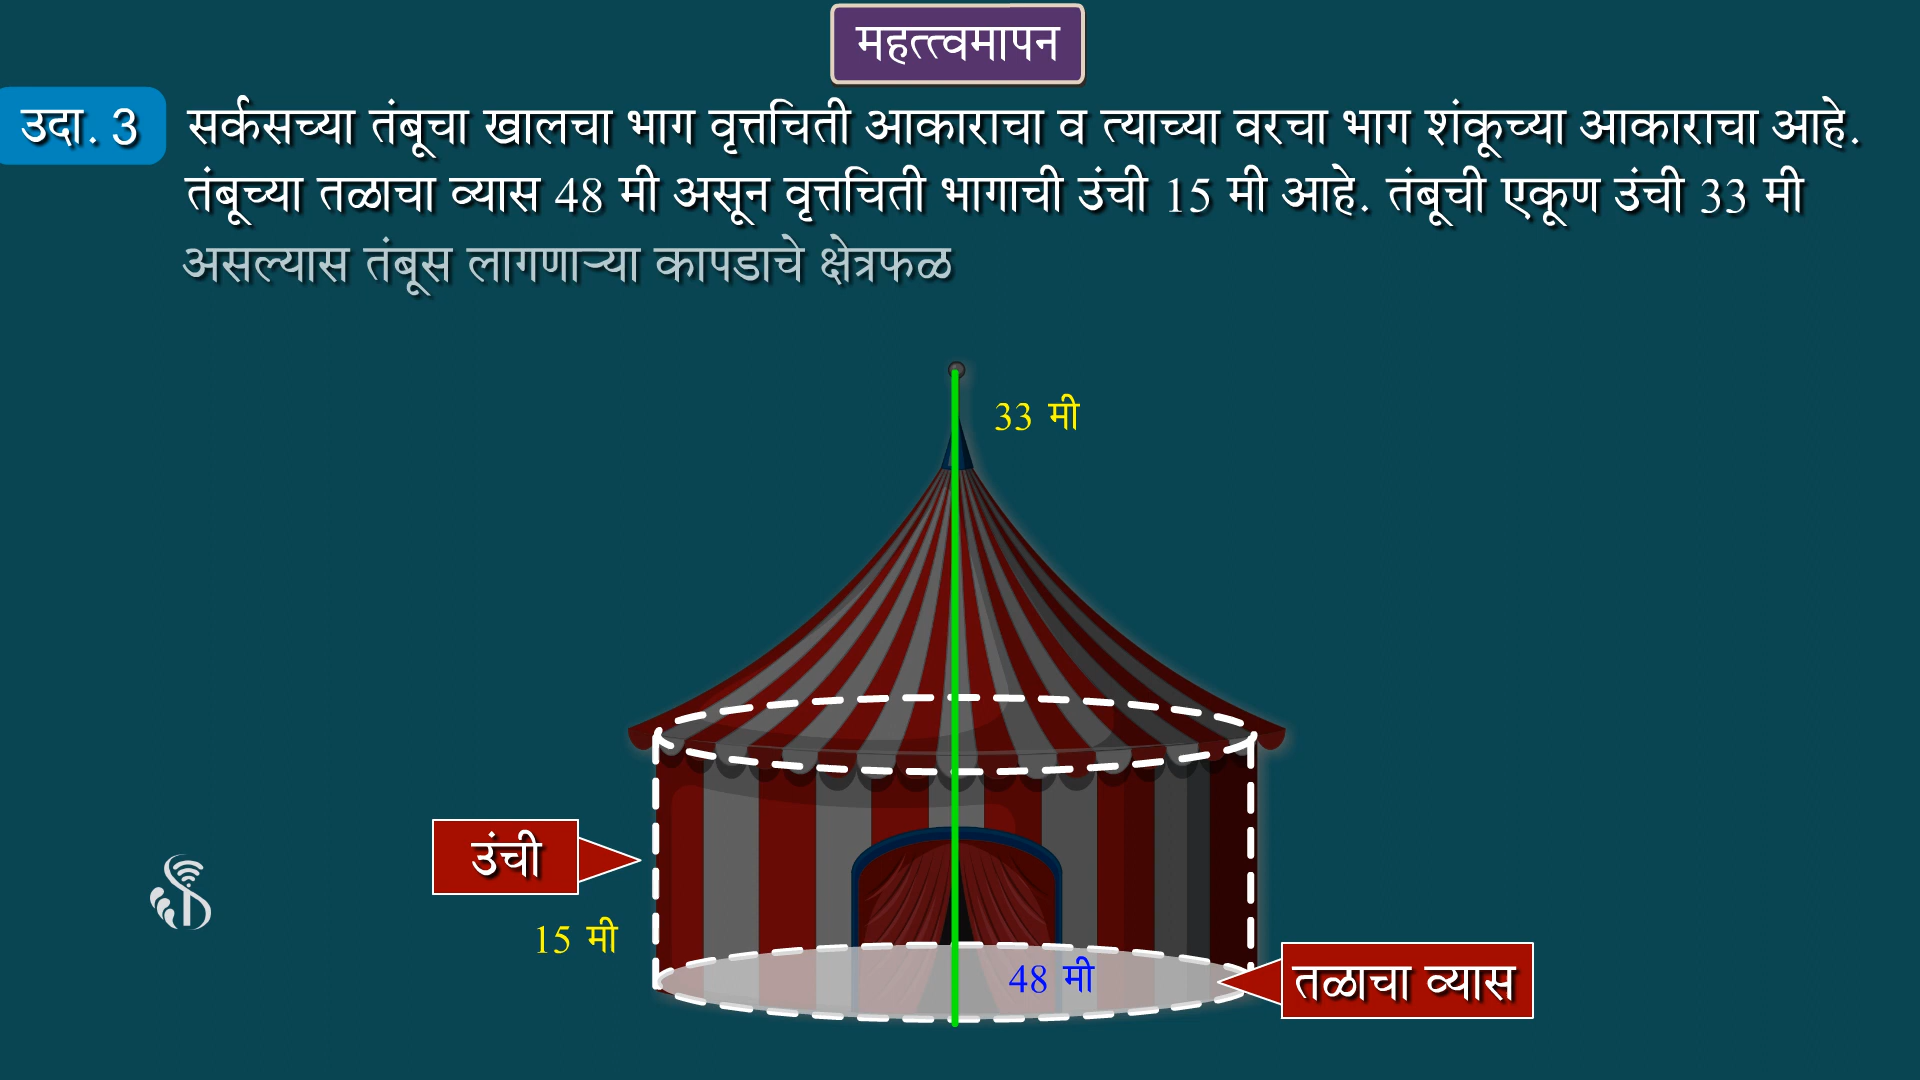 महत्त्वमापन
उदा. 3 सर्कसच्या तंबूचा खालचा भाग वृत्तचिती आकाराचा व त्याच्या वरचा भाग शंकूच्या आकाराचा आहे.
तंबूच्या तळाचा व्यास 48 मी असून वृत्तचिती भागाची उंची 15 मी आहे. तंबूची एकूण उंची 33 मी
असल्यास तंबूस लागणाऱ्या कापडाचे क्षेत्रफळ
33 मी
उंची
15 मी
48 मी
तळाचा व्यास